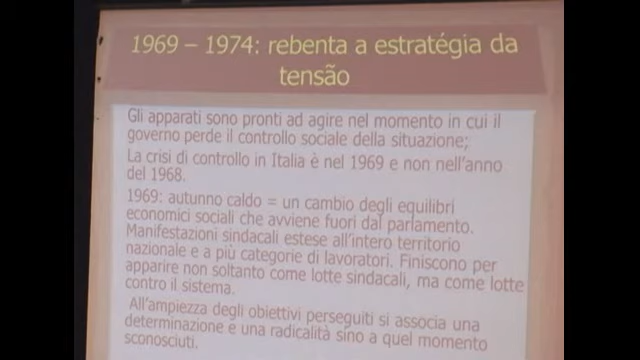 1969 – 1974: rebenta a estratégia da
tensão
Gli apparati sono pronti ad agire nel momento in cui il
governo perde il controllo sociale della situazione;
La crisi di controllo in Italia è nel 1969 e non nell'anno
del 1968.
1969: autunno caldo = un cambio degli equilibri
economici sociali che avviene fuori dal parlamento.
Manifestazioni sindacali estese all'intero territorio
nazionale e a più categorie di lavoratori. Finiscono per
apparire non soltanto come lotte sindacali, ma come lotte
contro il sistema.
All'ampiezza degli obiettivi perseguiti si associa una
determinazione e una radicalità sino a quel momento
sconosciuti.